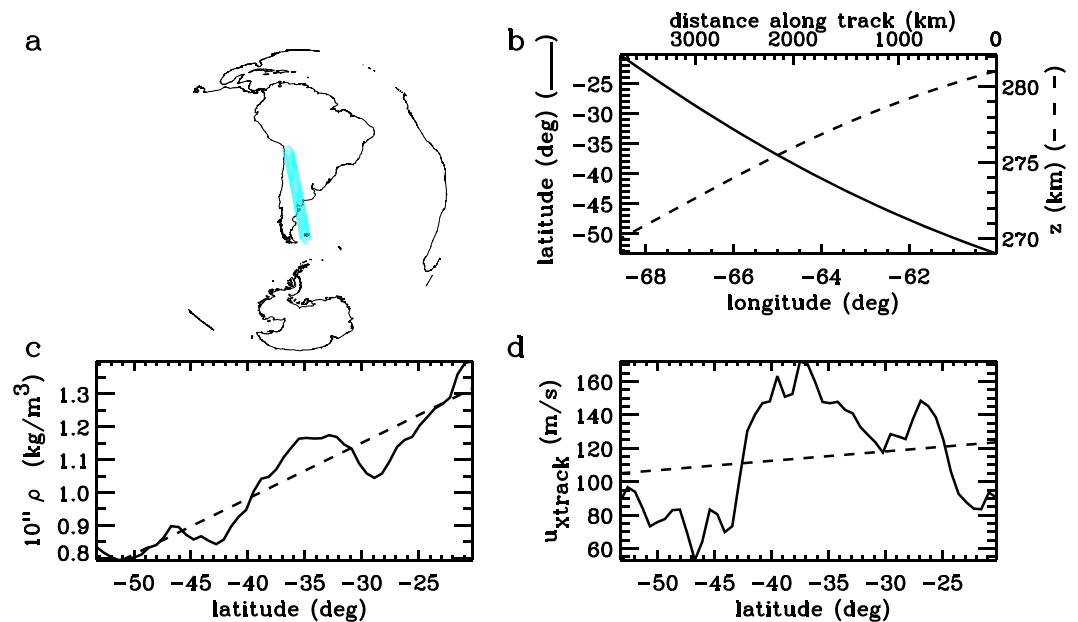 a
b
distance along track (km)
3000 2000 1000 0
latitude (deg) (—)
-25
-30
-35
-40
-45
-50
280
275
270
z (km) (- - -)
-68 -66 -64 -62
longitude (deg)
c
10¹¹ ρ (kg/m³)
1.3
1.2
1.1
1.0
0.9
0.8
-50 -45 -40 -35 -30 -25
latitude (deg)
d
u_xtrack (m/s)
160
140
120
100
80
60
-50 -45 -40 -35 -30 -25
latitude (deg)